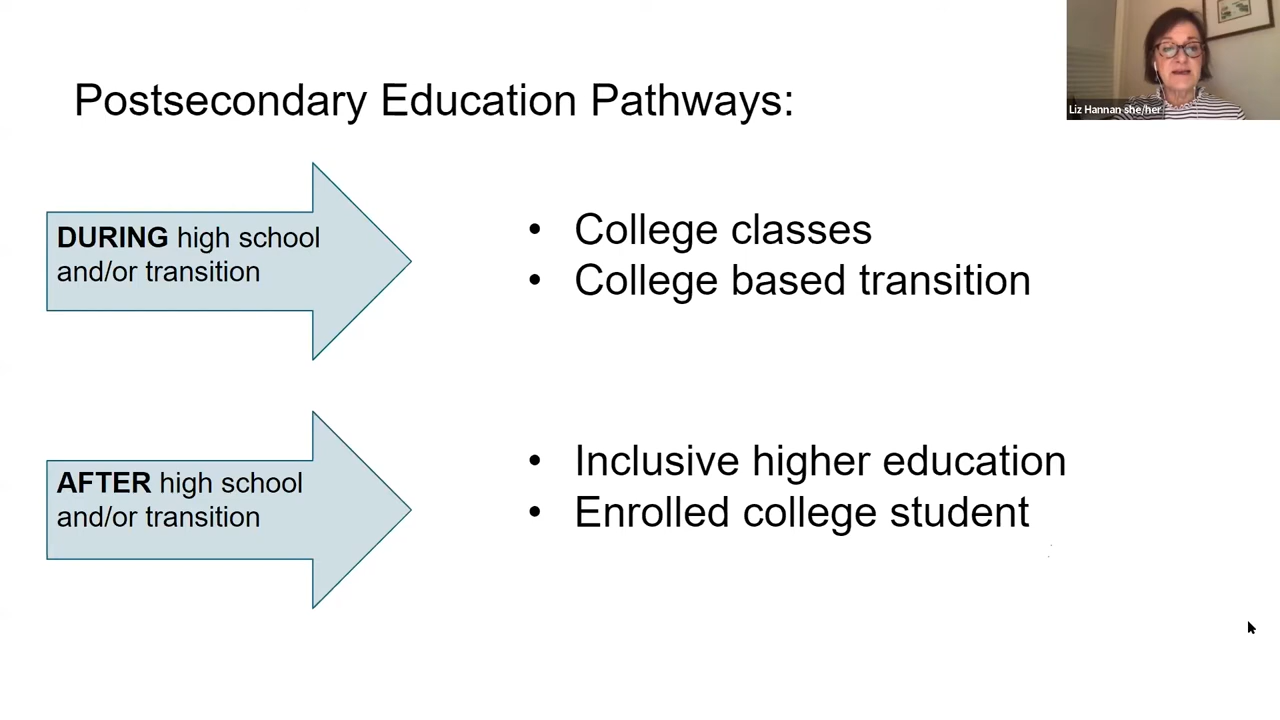 Postsecondary Education Pathways:
Liz Hannan she/her
DURING high school
and/or transition
• College classes
• College based transition
AFTER high school
and/or transition
• Inclusive higher education
• Enrolled college student